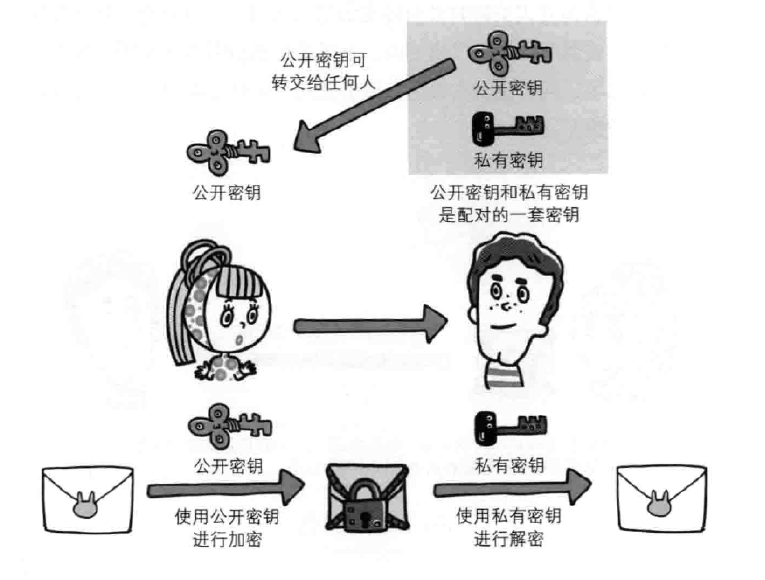 公开密钥可
转交给任何人
公开密钥
私有密钥
公开密钥
公开密钥和私有密钥
是配对的一套密钥
公开密钥
私有密钥
使用公开密钥
进行加密
使用私有密钥
进行解密